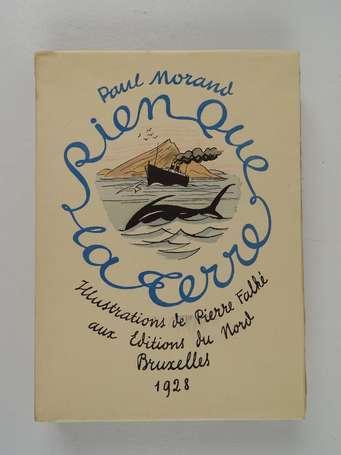 Paul Morand
Rien Que
la Terre
Illustrations de Pierre Falké
aux Editions du Nord
Bruxelles
1928